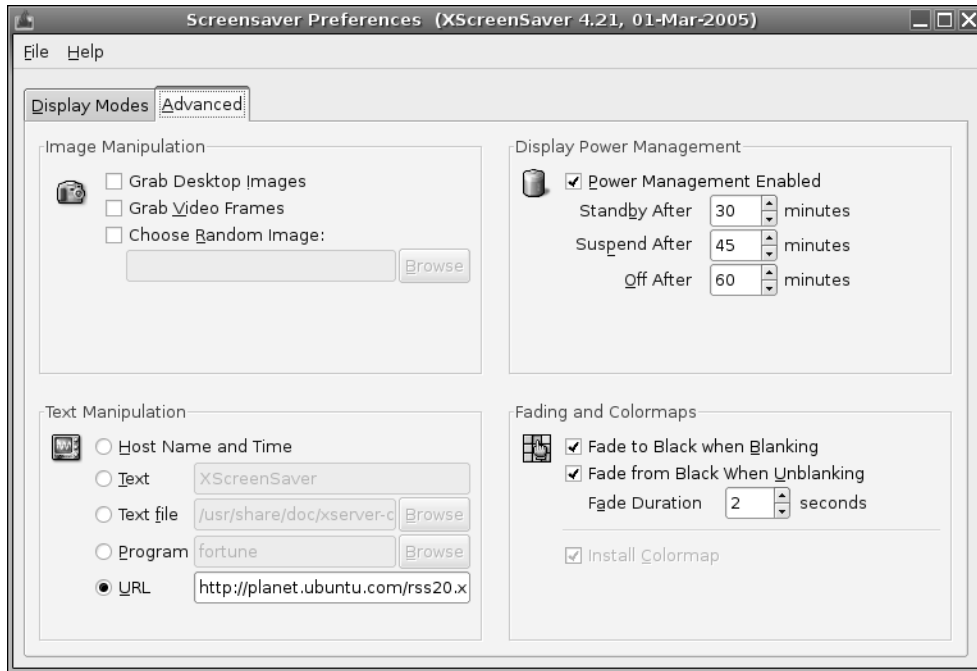 Screensaver Preferences (XScreenSaver 4.21, 01-Mar-2005)
File Help
Display Modes Advanced
Image Manipulation
Grab Desktop Images
Grab Video Frames
Choose Random Image:
Browse
Display Power Management
Power Management Enabled
Standby After 30 minutes
Suspend After 45 minutes
Off After 60 minutes
Text Manipulation
Host Name and Time
Text XScreenSaver
Text file /usr/share/doc/xserver-c Browse
Program fortune Browse
URL http://planet.ubuntu.com/rss20.x
Fading and Colormaps
Fade to Black when Blanking
Fade from Black When Unblanking
Fade Duration 2 seconds
Install Colormap